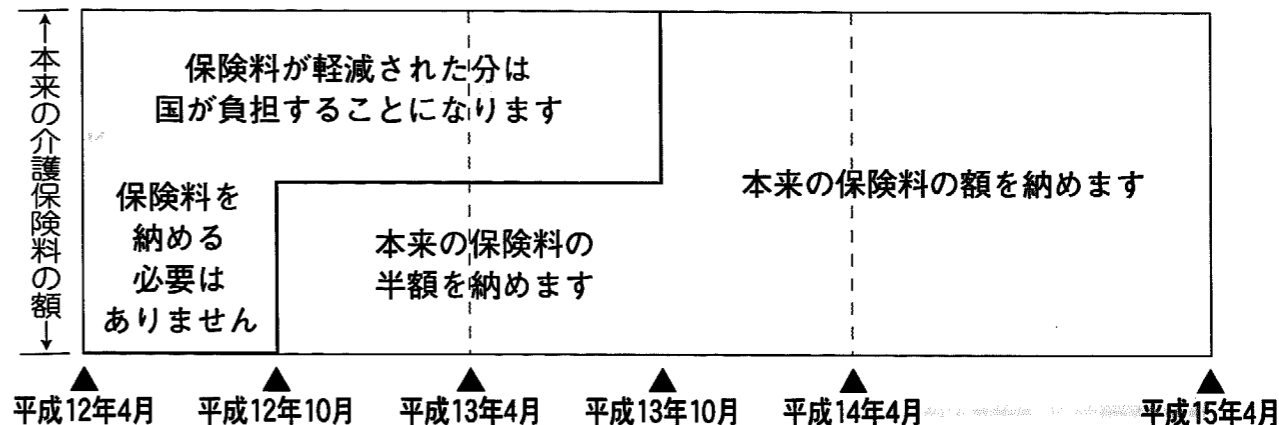 ←本来の介護保険料の額→
保険料が軽減された分は
国が負担することになります
保険料を
納める
必要は
ありません
本来の保険料の
半額を納めます
本来の保険料の額を納めます
平成12年4月
平成12年10月
平成13年4月
平成13年10月
平成14年4月
平成15年4月